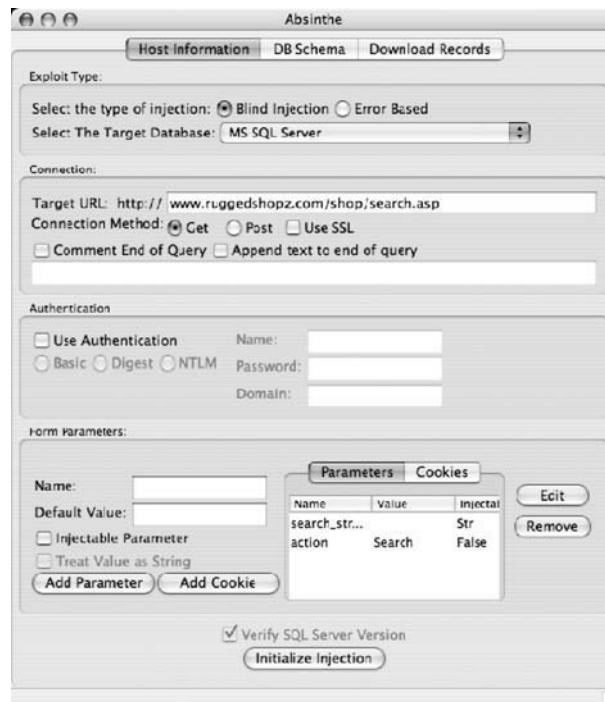 Absinthe
Host Information DB Schema Download Records
Exploit Type:
Select the type of injection: Blind Injection Error Based
Select The Target Database: MS SQL Server
Connection:
Target URL: http:// www.ruggedshopz.com/shop/search.asp
Connection Method: Get Post Use SSL
Comment End of Query Append text to end of query
Authentication
Use Authentication Name:
Basic Digest NTLM Password:
Domain:
Form Parameters:
Parameters Cookies
Name:
Default Value:
Injectable Parameter
Treat Value as String
Add Parameter Add Cookie
Name Value Injectal
search_str... Str
action Search False
Edit
Remove
Verify SQL Server Version
Initialize Injection